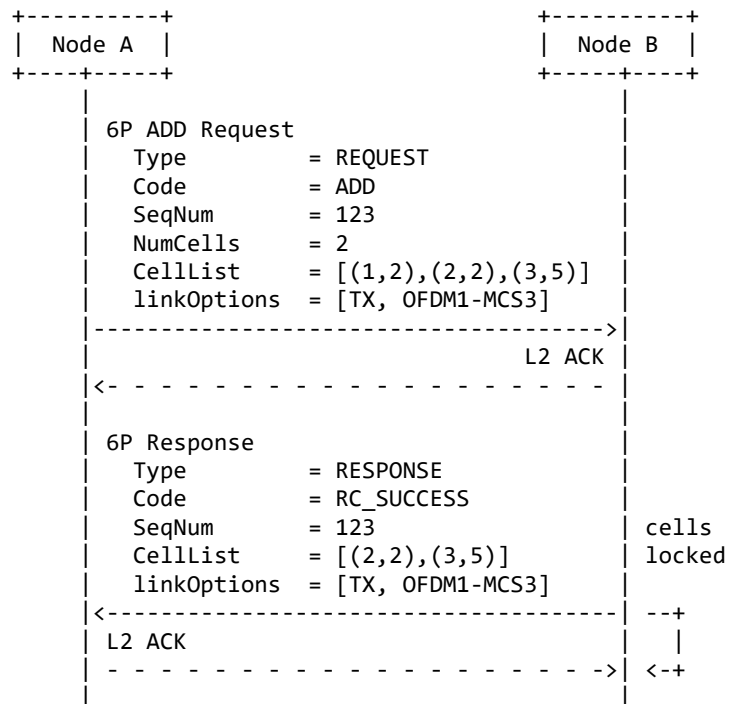 Node A Node B
6P ADD Request
Type = REQUEST
Code = ADD
SeqNum = 123
NumCells = 2
CellList = [(1,2),(2,2),(3,5)]
linkOptions = [TX, OFDM1-MCS3]
L2 ACK
6P Response
Type = RESPONSE
Code = RC_SUCCESS
SeqNum = 123 cells
CellList = [(2,2),(3,5)] locked
linkOptions = [TX, OFDM1-MCS3]
L2 ACK